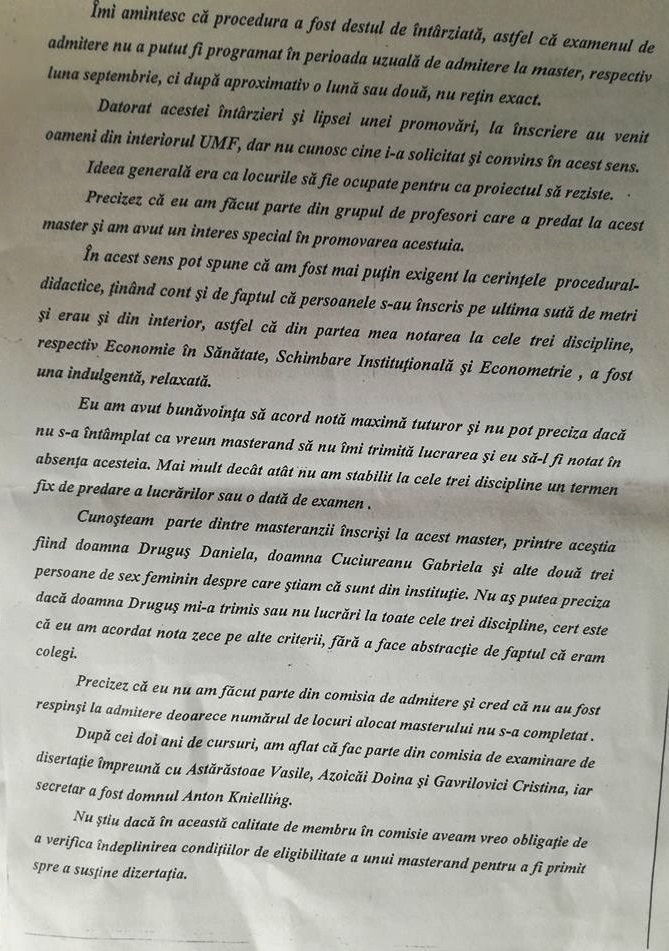 Îmi amintesc că procedura a fost destul de întârziată, astfel că examenul de
admitere nu a putut fi programat în perioada uzuală de admitere la master, respectiv
luna septembrie, ci după aproximativ o lună sau două, nu rețin exact.
Datorat acestei întârzieri și lipsei unei promovări, la înscriere au venit
oameni din interiorul UMF, dar nu cunosc cine i-a solicitat și convins în acest sens.
Ideea generală era ca locurile să fie ocupate pentru ca proiectul să reziste.
Precizez că eu am făcut parte din grupul de profesori care a predat la acest
master și am avut un interes special în promovarea acestuia.
În acest sens pot spune că am fost mai puțin exigent la cerințele procedural-
didactice, ținând cont și de faptul că persoanele s-au înscris pe ultima sută de metri
și erau și din interior, astfel că din partea mea notarea la cele trei discipline,
respectiv Economie în Sănătate, Schimbare Instituțională și Econometrie , a fost
una indulgentă, relaxată.
Eu am avut bunăvoința să acord notă maximă tuturor și nu pot preciza dacă
nu s-a întâmplat ca vreun masterand să nu îmi trimită lucrarea și eu să-l fi notat în
absența acesteia. Mai mult decât atât nu am stabilit la cele trei discipline un termen
fix de predare a lucrărilor sau o dată de examen .
Cunoșteam parte dintre masteranzii înscriși la acest master, printre aceștia
fiind doamna Druguș Daniela, doamna Cuciureanu Gabriela și alte două trei
persoane de sex feminin despre care știam că sunt din instituție. Nu aș putea preciza
dacă doamna Druguș mi-a trimis sau nu lucrări la toate cele trei discipline, cert este
că eu am acordat nota zece pe alte criterii, fără a face abstracție de faptul că eram
colegi.
Precizez că eu nu am făcut parte din comisia de admitere și cred că nu au fost
respinși la admitere deoarece numărul de locuri alocat masterului nu s-a completat .
După cei doi ani de cursuri, am aflat că fac parte din comisia de examinare de
disertație împreună cu Astărăstoae Vasile, Azoicăi Doina și Gavrilovici Cristina, iar
secretar a fost domnul Anton Knielling.
Nu știu dacă în această calitate de membru în comisie aveam vreo obligație de
a verifica îndeplinirea condițiilor de eligibilitate a unui masterand pentru a fi primit
spre a susține dizertația.